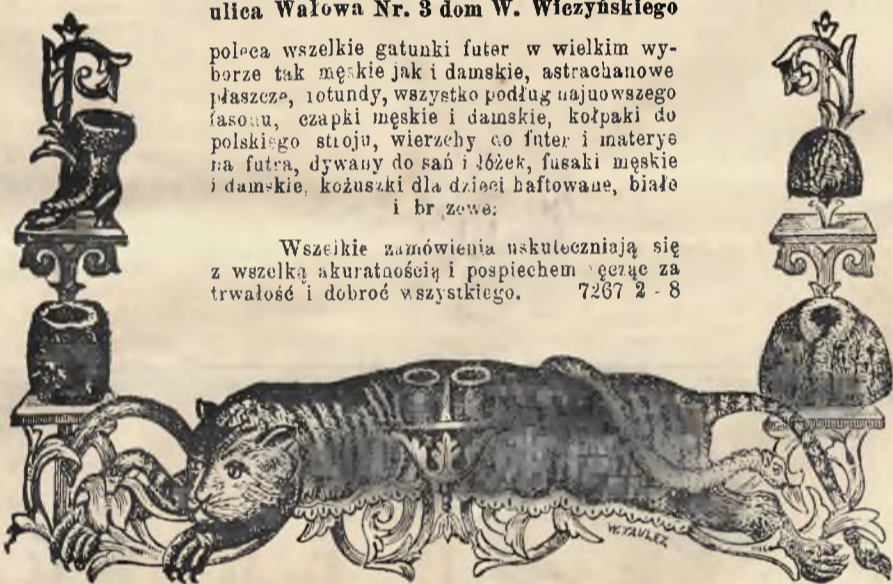 ulica Wałowa Nr. 3 dom W. Wiczyńskiego
poleca wszelkie gatunki futer w wielkim wy-
borze tak męskie jak i damskie, astrachanowe
płaszcze, rotundy, wszystko podług najnowszego
fasonu, czapki męskie i damskie, kołpaki do
polskiego stroju, wierzchy do futer i materye
na futra, dywany do sań i łóżek, fusaki męskie
i damskie, kożuszki dla dzieci haftowane, białe
i br zowe:
Wszelkie zamówienia uskuteczniają się
z wszelką akuratnością i pospiechem ęcząc za
trwałość i dobroć wszystkiego. 7267 2 - 8